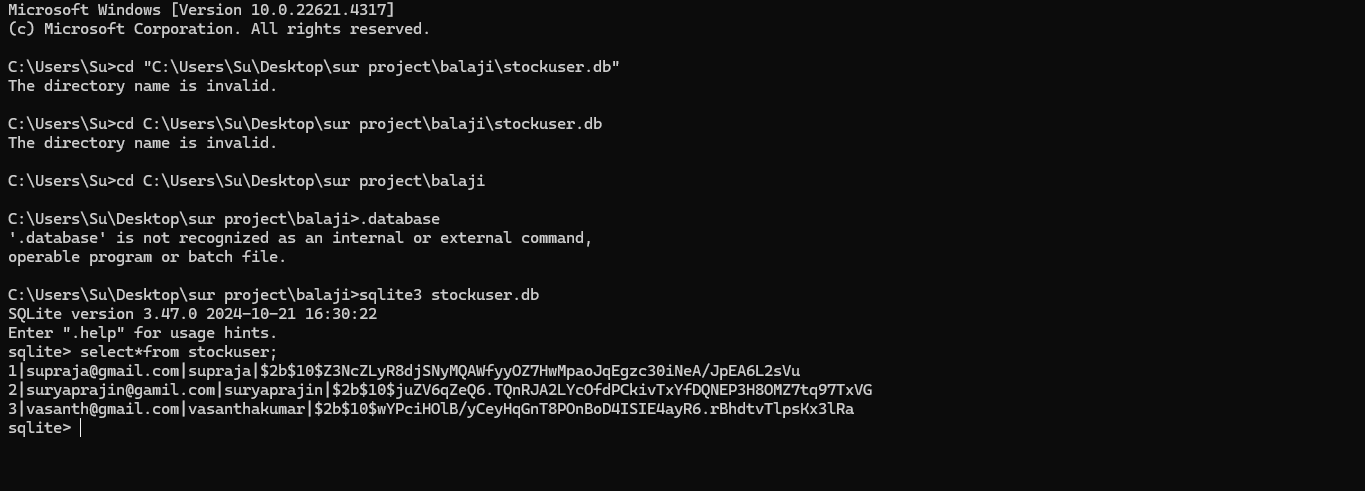 Microsoft Windows [Version 10.0.22621.4317]
(c) Microsoft Corporation. All rights reserved.
C:\Users\Su>cd "C:\Users\Su\Desktop\sur project\balaji\stockuser.db"
The directory name is invalid.
C:\Users\Su>cd C:\Users\Su\Desktop\sur project\balaji\stockuser.db
The directory name is invalid.
C:\Users\Su>cd C:\Users\Su\Desktop\sur project\balaji
C:\Users\Su\Desktop\sur project\balaji>.database
'.database' is not recognized as an internal or external command,
operable program or batch file.
C:\Users\Su\Desktop\sur project\balaji>sqlite3 stockuser.db
SQLite version 3.47.0 2024-10-21 16:30:22
Enter ".help" for usage hints.
sqlite> select*from stockuser;
1|supraja@gmail.com|supraja|$2b$10$Z3NcZLyR8djSNyMQAWfyyOZ7HwMpaoJqEgzc30iNeA/JpEA6L2sVu
2|suryaprajin@gamil.com|suryaprajin|$2b$10$juZV6qZeQ6.TQnRJA2LYcOfdPCkivTxYfDQNEP3H8OMZ7tq97TxVG
3|vasanth@gmail.com|vasanthakumar|$2b$10$wYPciHOlB/yCeyHqGnT8POnBoD4ISIE4ayR6.rBhdtvTlpsKx3lRa
sqlite>